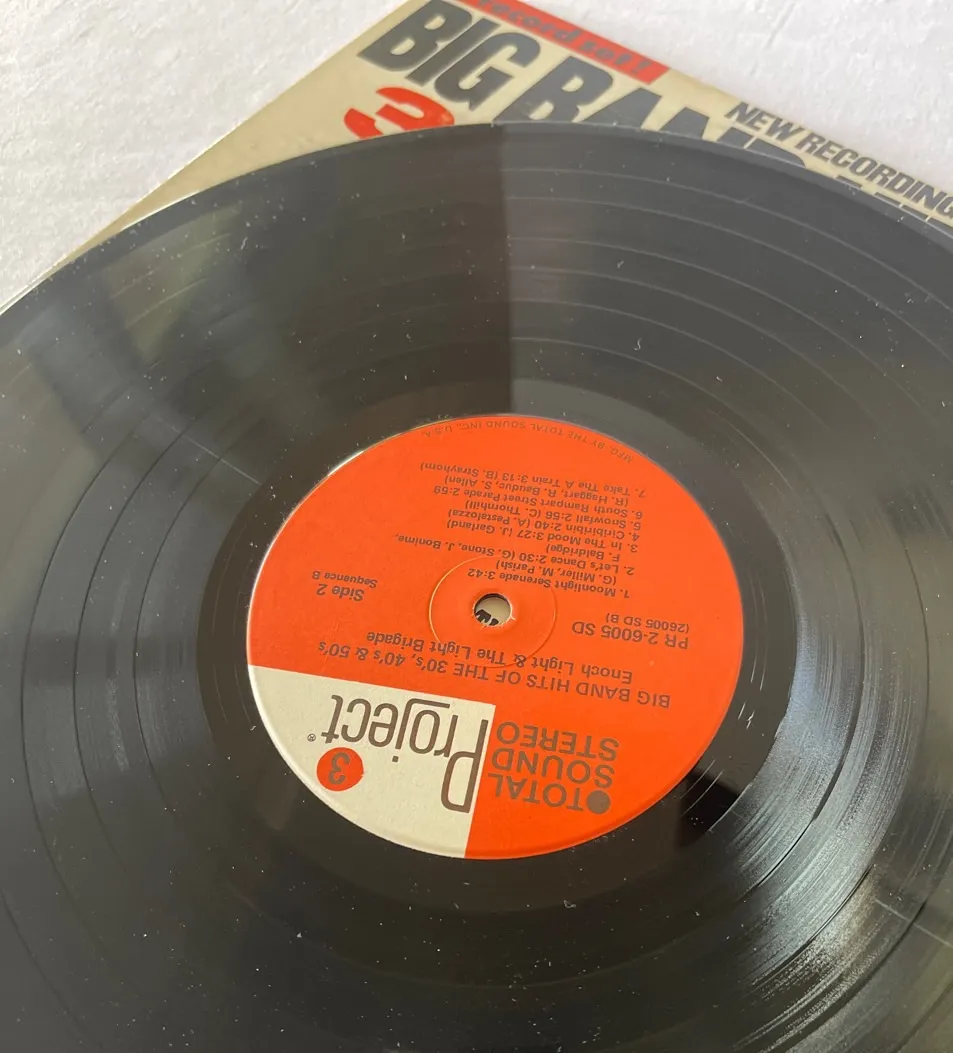 record set!
BIG BAND
NEW RECORDING
3
TOTAL
SOUND
STEREO
Project 3
®
BIG BAND HITS OF THE 30's, 40's & 50's
Enoch Light & The Light Brigade
PR 2-6005 SD
(26005 SD B)
Side 2
Sequence B
1. Moonlight Serenade 3:42
(G. Miller, M. Parish)
2. Let's Dance 2:30 (G. Stone, J. Bonime,
F. Baldridge)
3. In The Mood 3:27 (J. Garland)
4. Ciribiribin 2:40 (A. Pestalozza)
5. Snowfall 2:56 (C. Thornhill)
6. South Rampart Street Parade 2:59
(R. Haggart, R. Bauduc, S. Allen)
7. Take The A Train 3:13 (B. Strayhorn)
MFG. BY THE TOTAL SOUND INC., U.S.A.